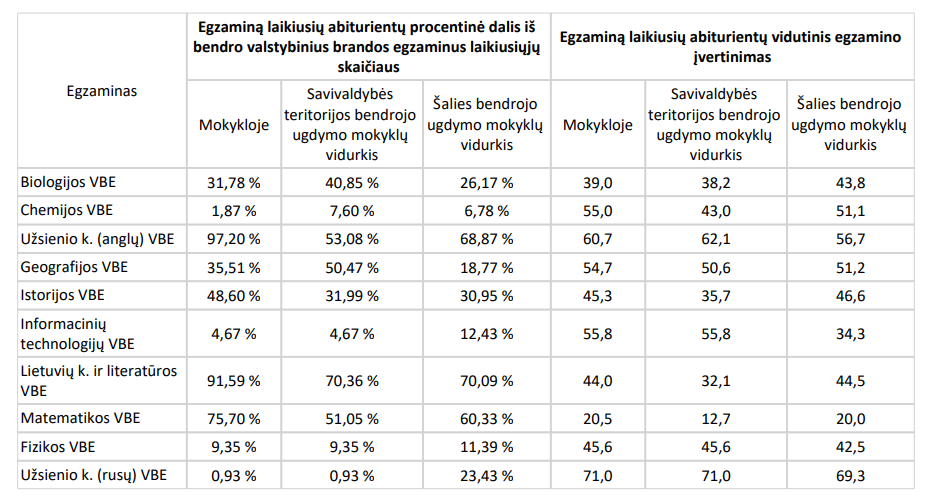 Egzaminas
Egzaminą laikiusių abiturientų procentinė dalis iš
bendro valstybinius brandos egzaminus laikiusiųjų
skaičiaus
Egzaminą laikiusių abiturientų vidutinis egzamino
įvertinimas
Mokykloje
Savivaldybės
teritorijos bendrojo
ugdymo mokyklų
vidurkis
Šalies bendrojo
ugdymo mokyklų
vidurkis
Mokykloje
Savivaldybės
teritorijos bendrojo
ugdymo mokyklų
vidurkis
Šalies bendrojo
ugdymo mokyklų
vidurkis
Biologijos VBE 31,78 % 40,85 % 26,17 % 39,0 38,2 43,8
Chemijos VBE 1,87 % 7,60 % 6,78 % 55,0 43,0 51,1
Užsienio k. (anglų) VBE 97,20 % 53,08 % 68,87 % 60,7 62,1 56,7
Geografijos VBE 35,51 % 50,47 % 18,77 % 54,7 50,6 51,2
Istorijos VBE 48,60 % 31,99 % 30,95 % 45,3 35,7 46,6
Informacinių
technologijų VBE 4,67 % 4,67 % 12,43 % 55,8 55,8 34,3
Lietuvių k. ir literatūros
VBE 91,59 % 70,36 % 70,09 % 44,0 32,1 44,5
Matematikos VBE 75,70 % 51,05 % 60,33 % 20,5 12,7 20,0
Fizikos VBE 9,35 % 9,35 % 11,39 % 45,6 45,6 42,5
Užsienio k. (rusų) VBE 0,93 % 0,93 % 23,43 % 71,0 71,0 69,3